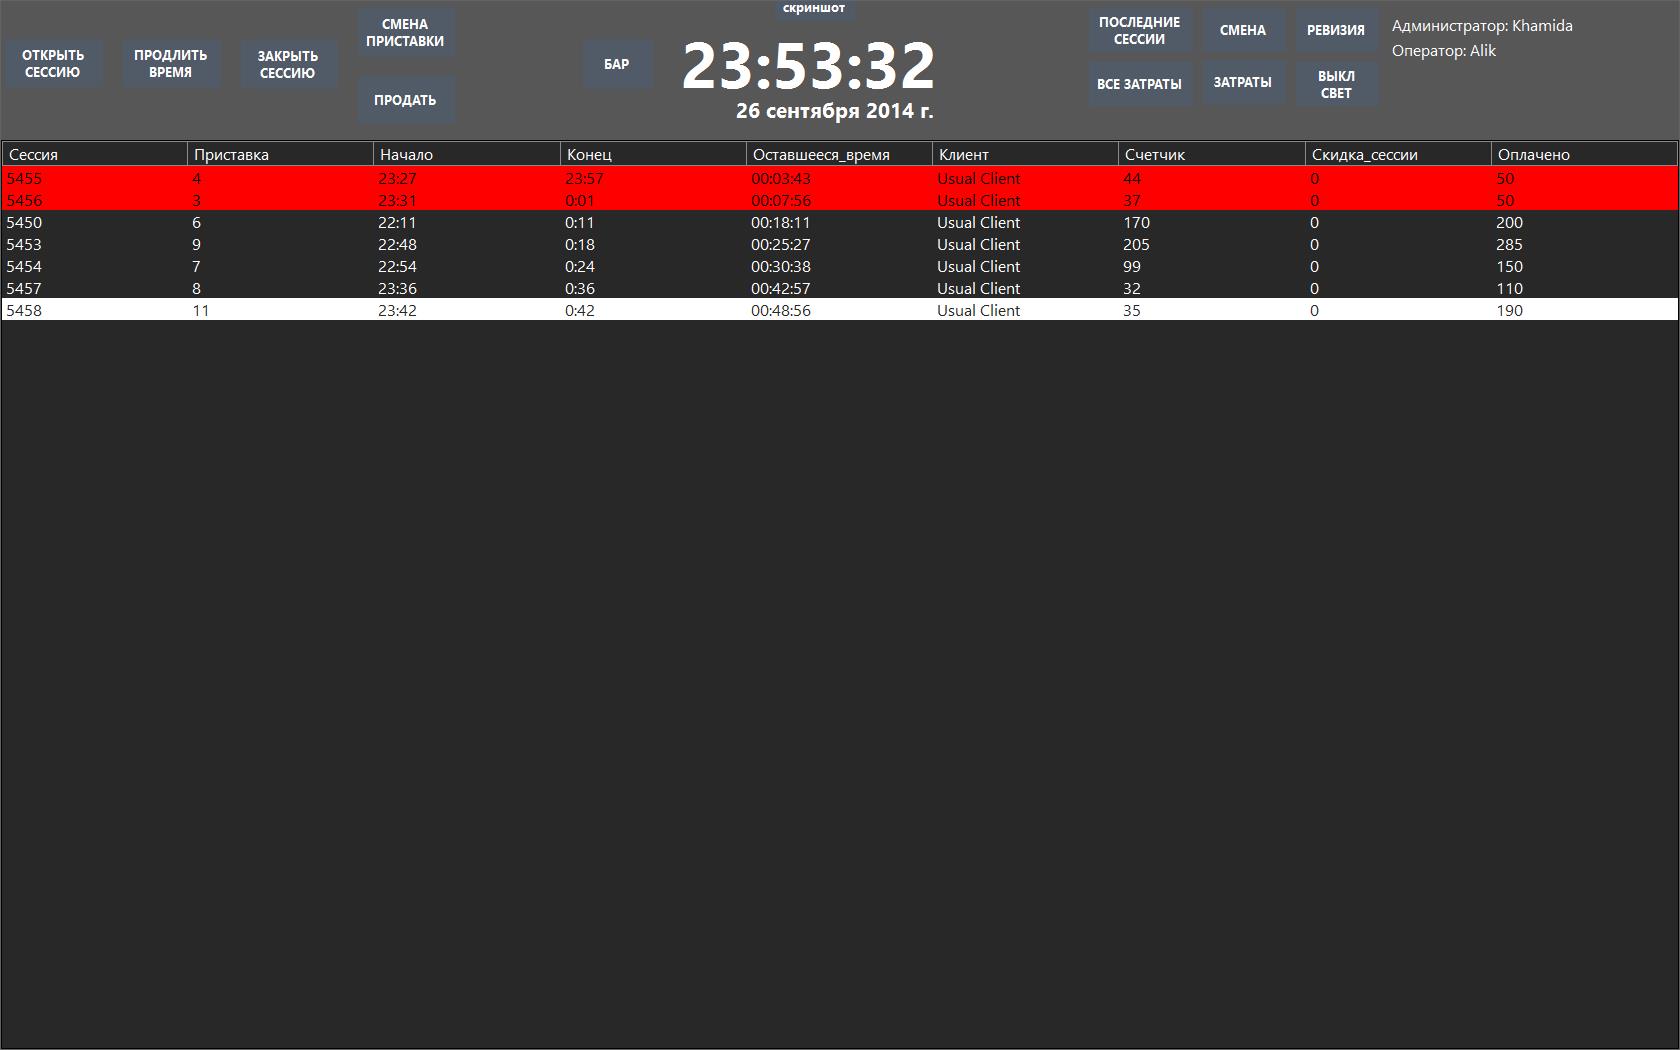 скриншот
ОТКРЫТЬ
СЕССИЮ
ПРОДЛИТЬ
ВРЕМЯ
ЗАКРЫТЬ
СЕССИЮ
СМЕНА
ПРИСТАВКИ
ПРОДАТЬ
БАР
23:53:32
26 сентября 2014 г.
ПОСЛЕДНИЕ
СЕССИИ
СМЕНА
РЕВИЗИЯ
ВСЕ ЗАТРАТЫ
ЗАТРАТЫ
ВЫКЛ
СВЕТ
Администратор: Khamida
Оператор: Alik
Сессия Приставка Начало Конец Оставшееся_время Клиент Счетчик Скидка_сессии Оплачено
5455 4 23:27 23:57 00:03:43 Usual Client 44 0 50
5456 3 23:31 0:01 00:07:56 Usual Client 37 0 50
5450 6 22:11 0:11 00:18:11 Usual Client 170 0 200
5453 9 22:48 0:18 00:25:27 Usual Client 205 0 285
5454 7 22:54 0:24 00:30:38 Usual Client 99 0 150
5457 8 23:36 0:36 00:42:57 Usual Client 32 0 110
5458 11 23:42 0:42 00:48:56 Usual Client 35 0 190